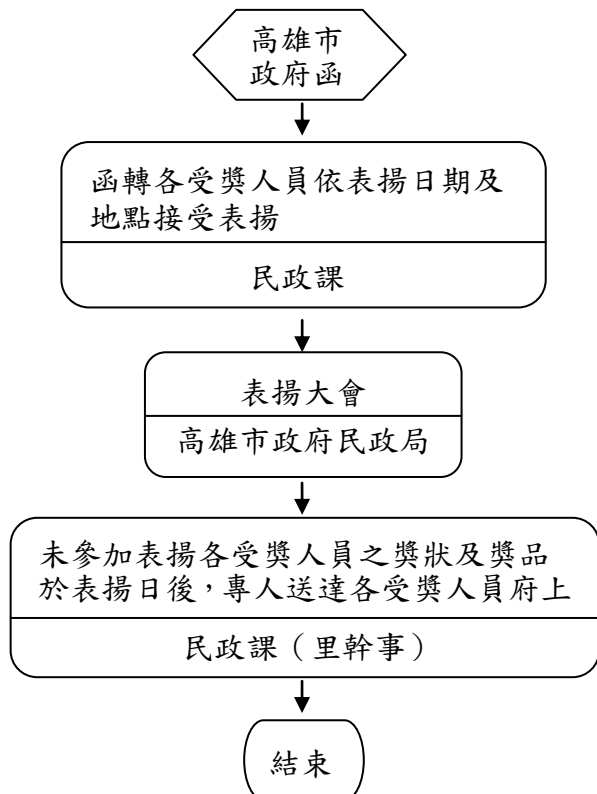 高雄市
政府函
函轉各受獎人員依表揚日期及
地點接受表揚
民政課
表揚大會
高雄市政府民政局
未參加表揚各受獎人員之獎狀及獎品
於表揚日後，專人送達各受獎人員府上
民政課（里幹事）
結束